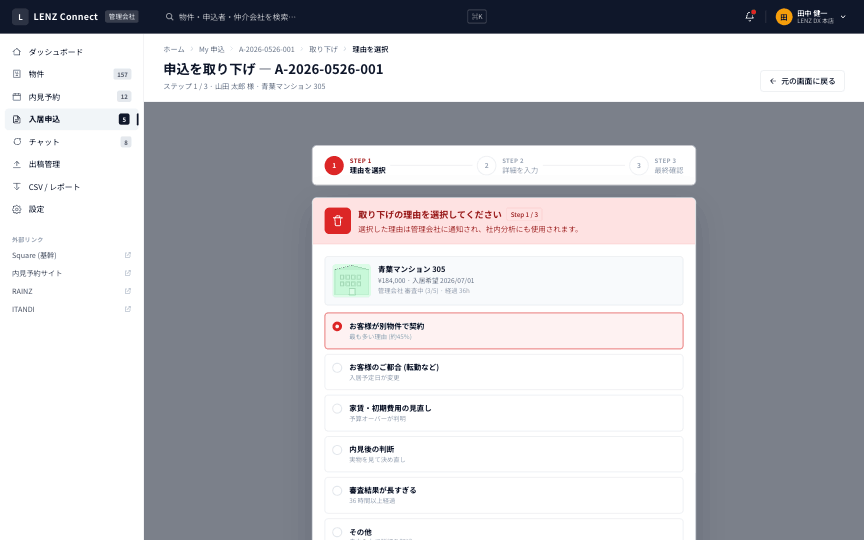 L LENZ Connect 管理会社
物件・申込者・仲介会社を検索…
⌘K
田 田中 健一
LENZ DX 本店
ダッシュボード
物件 157
内見予約 12
入居申込 5
チャット 8
出稿管理
CSV / レポート
設定
外部リンク
Square (基幹)
内見予約サイト
RAINZ
ITANDI
ホーム › My 申込 › A-2026-0526-001 › 取り下げ › 理由を選択
申込を取り下げ — A-2026-0526-001
ステップ 1 / 3 · 山田 太郎 様 · 青葉マンション 305
← 元の画面に戻る
1 STEP 1
理由を選択
2 STEP 2
詳細を入力
3 STEP 3
最終確認
取り下げの理由を選択してください Step 1 / 3
選択した理由は管理会社に通知され、社内分析にも使用されます。
青葉マンション 305
¥184,000 · 入居希望 2026/07/01
管理会社 審査中 (3/5) · 経過 36h
お客様が別物件で契約
最も多い理由 (約45%)
お客様のご都合 (転勤など)
入居予定日が変更
家賃・初期費用の見直し
予算オーバーが判明
内見後の判断
実物を見て決め直し
審査結果が長すぎる
36 時間以上経過
その他